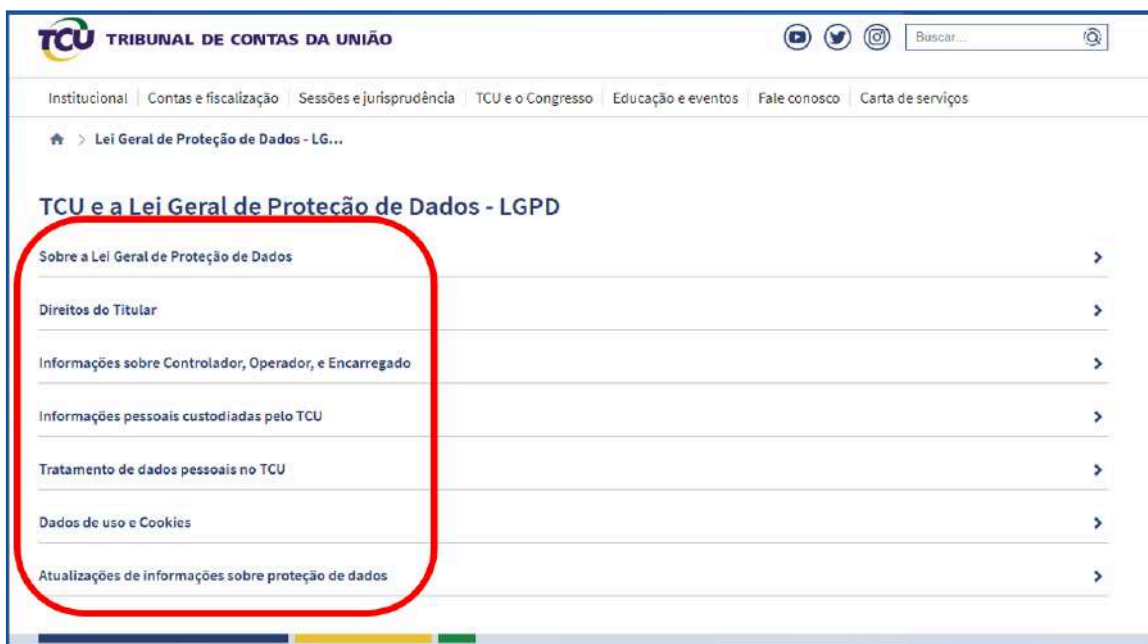 TCU TRIBUNAL DE CONTAS DA UNIÃO
Buscar...
Institucional Contas e fiscalização Sessões e jurisprudência TCU e o Congresso Educação e eventos Fale conosco Carta de serviços
> Lei Geral de Proteção de Dados - LG...
TCU e a Lei Geral de Proteção de Dados - LGPD
Sobre a Lei Geral de Proteção de Dados
Direitos do Titular
Informações sobre Controlador, Operador, e Encarregado
Informações pessoais custodiadas pelo TCU
Tratamento de dados pessoais no TCU
Dados de uso e Cookies
Atualizações de informações sobre proteção de dados